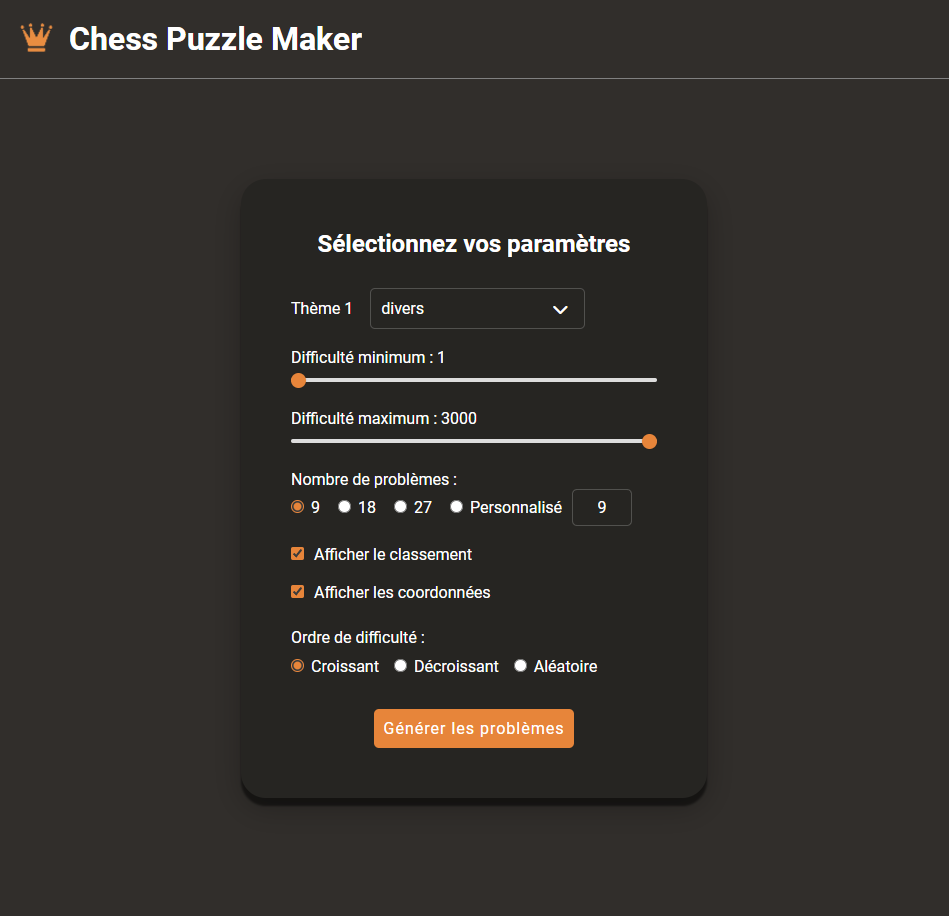 Chess Puzzle Maker
Sélectionnez vos paramètres
Thème 1 divers
Difficulté minimum : 1
Difficulté maximum : 3000
Nombre de problèmes :
9 18 27 Personnalisé 9
Afficher le classement
Afficher les coordonnées
Ordre de difficulté :
Croissant Décroissant Aléatoire
Générer les problèmes